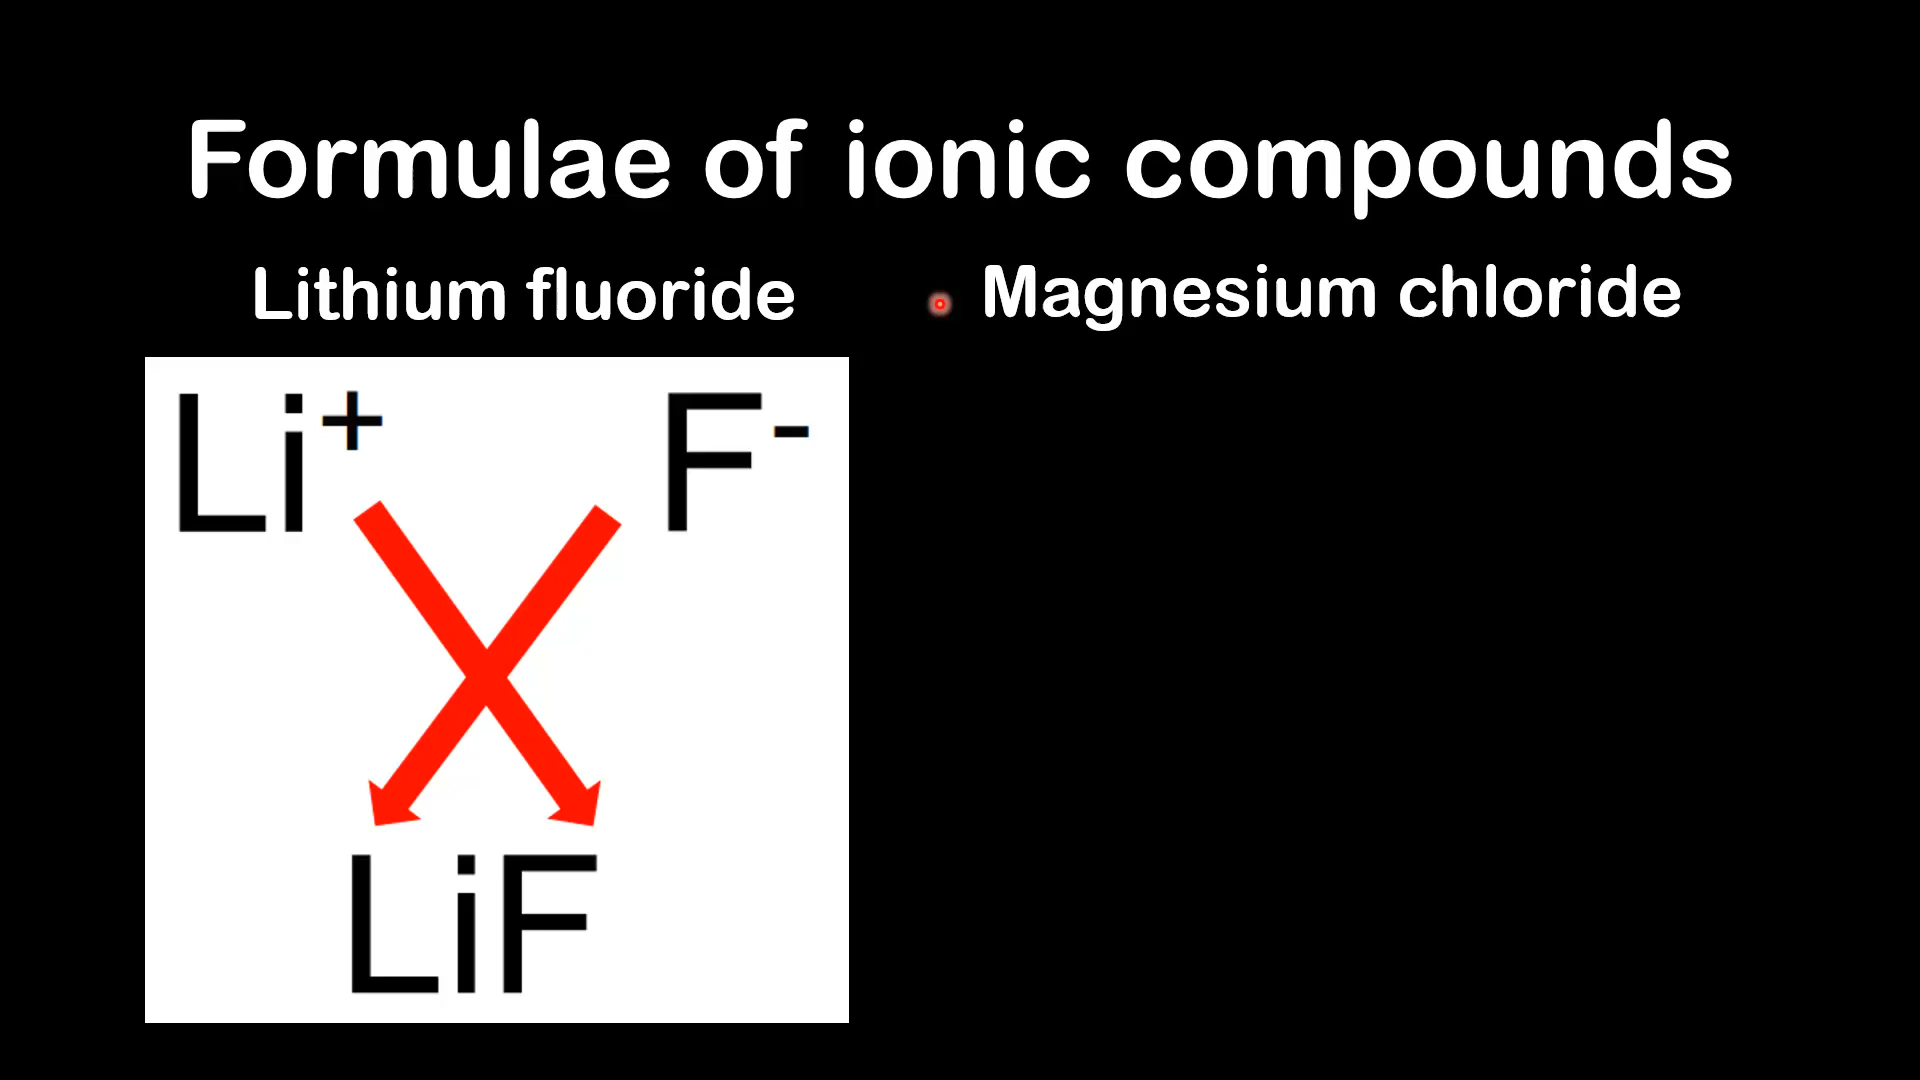 Formulae of ionic compounds
Lithium fluoride
Magnesium chloride
Li⁺ F⁻
LiF